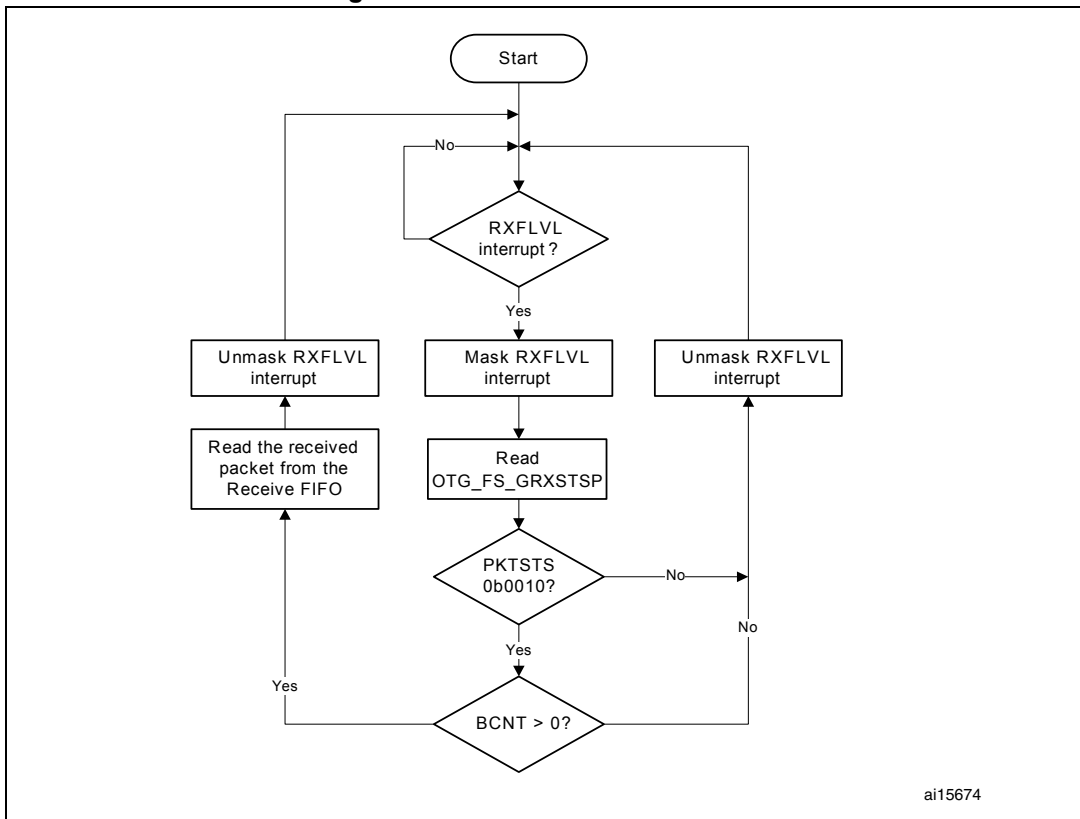 Start
No
RXFLVL
interrupt ?
Yes
Unmask RXFLVL
interrupt
Mask RXFLVL
interrupt
Unmask RXFLVL
interrupt
Read the received
packet from the
Receive FIFO
Read
OTG_FS_GRXSTSP
PKTSTS
0b0010?
No
No
Yes
Yes
BCNT > 0?
ai15674